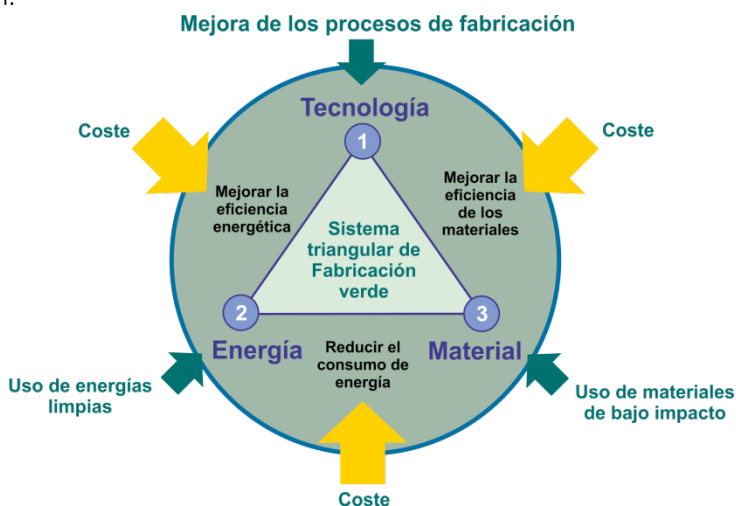 Mejora de los procesos de fabricación
Tecnología
Coste
Coste
1
Mejorar la
eficiencia
energética
Mejorar la
eficiencia
de los
materiales
Sistema
triangular de
Fabricación
verde
2
3
Energía
Reducir el
consumo de
energía
Material
Uso de energías
limpias
Uso de materiales
de bajo impacto
Coste